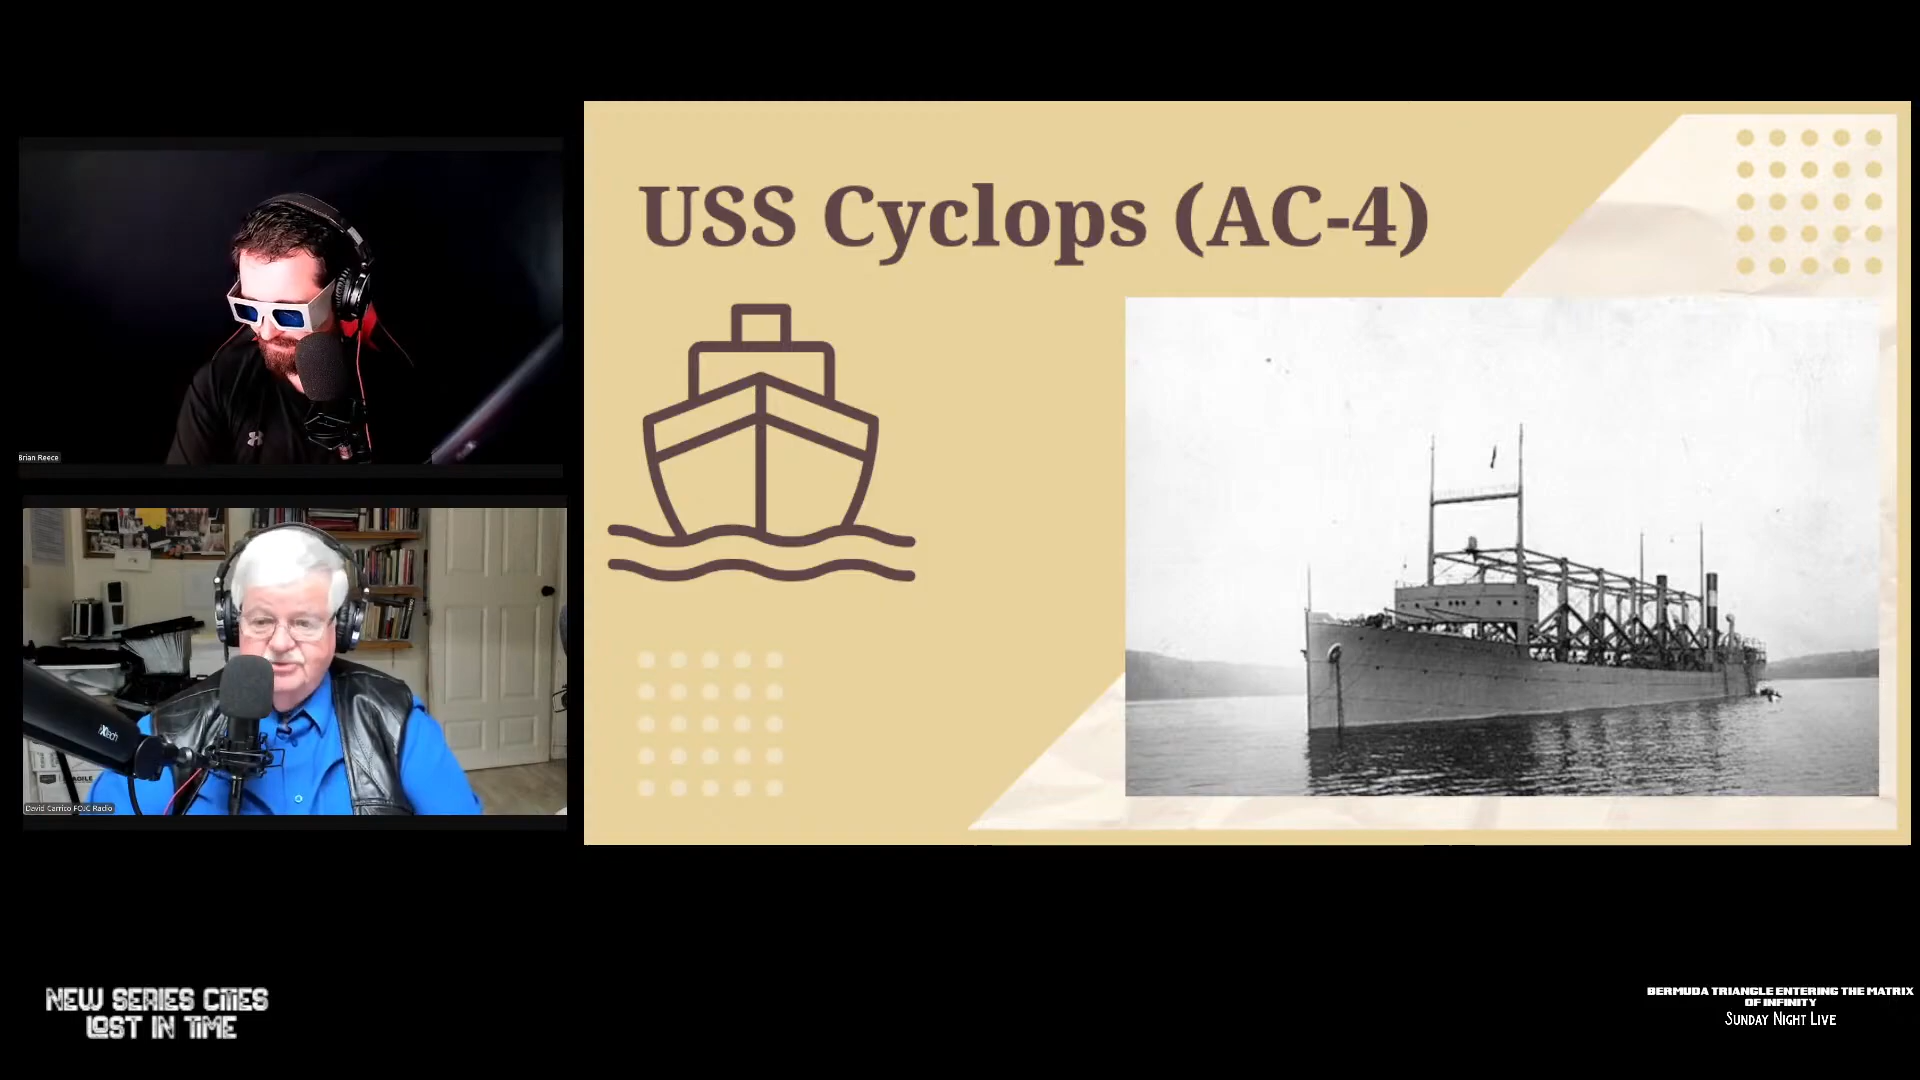 USS Cyclops (AC-4)
Brian Reece
David Carrico FOJC Radio
NEW SERIES CITIES
LOST IN TIME
BERMUDA TRIANGLE ENTERING THE MATRIX
OF INFINITY
SUNDAY NIGHT LIVE